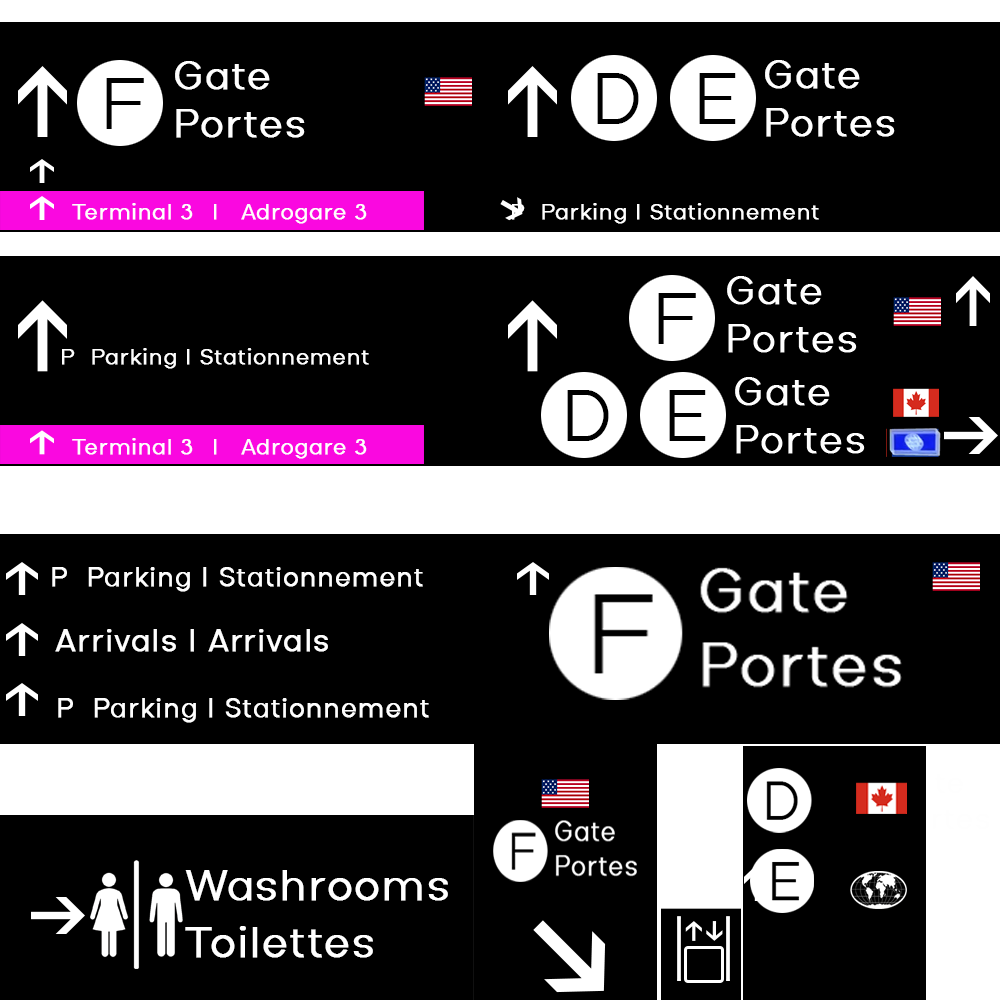 F Gate
Portes
D E Gate
Portes
Terminal 3 | Adrogare 3
Parking | Stationnement
P Parking | Stationnement
Terminal 3 | Adrogare 3
F Gate
Portes
D E Gate
Portes
P Parking | Stationnement
Arrivals | Arrivals
P Parking | Stationnement
F Gate
Portes
Washrooms
Toilettes
F Gate
Portes
D
E